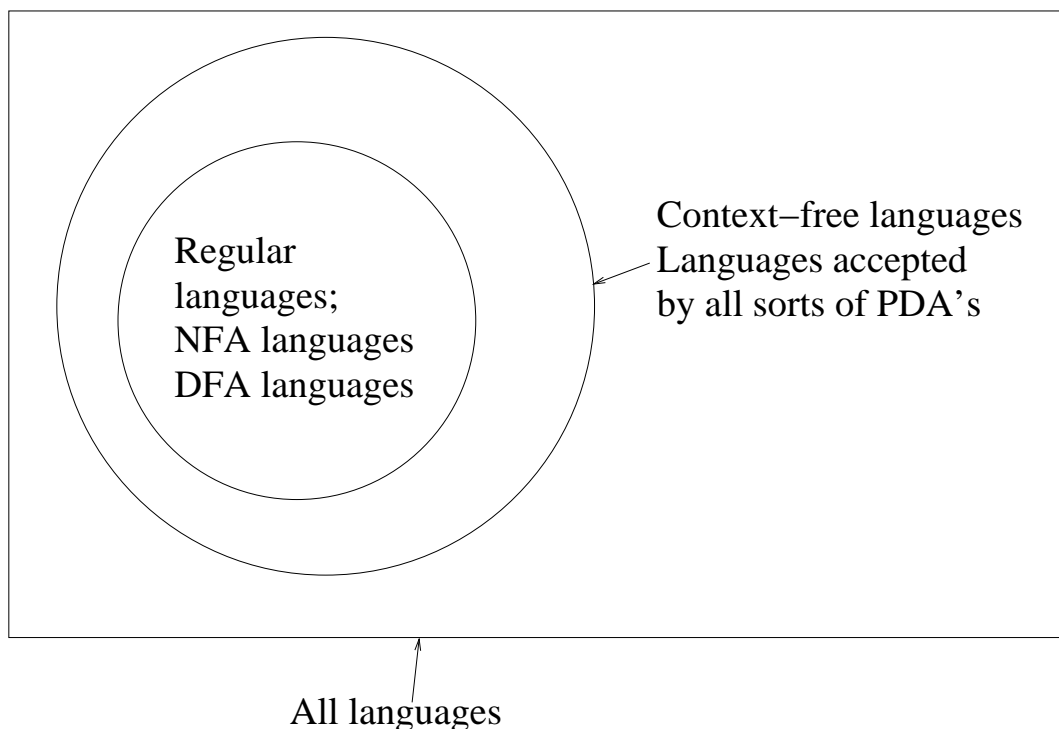 Context−free languages
Languages accepted
by all sorts of PDA's
Regular
languages;
NFA languages
DFA languages
All languages